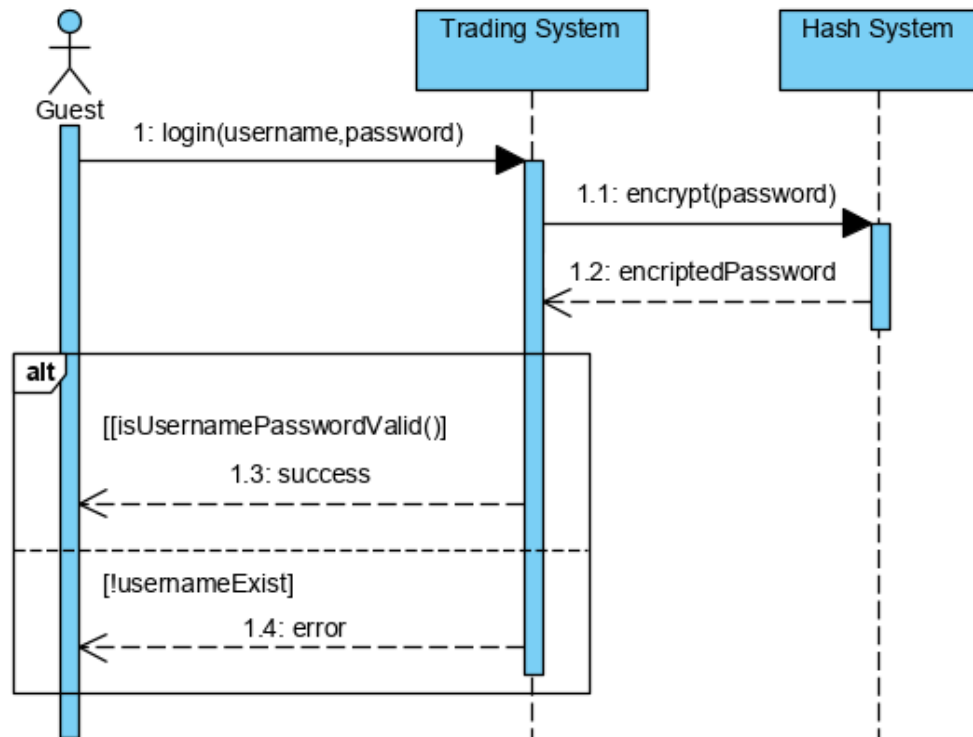 Trading System
Hash System
Guest
1: login(username,password)
1.1: encrypt(password)
1.2: encriptedPassword
alt
[[isUsernamePasswordValid()]
1.3: success
[!usernameExist]
1.4: error